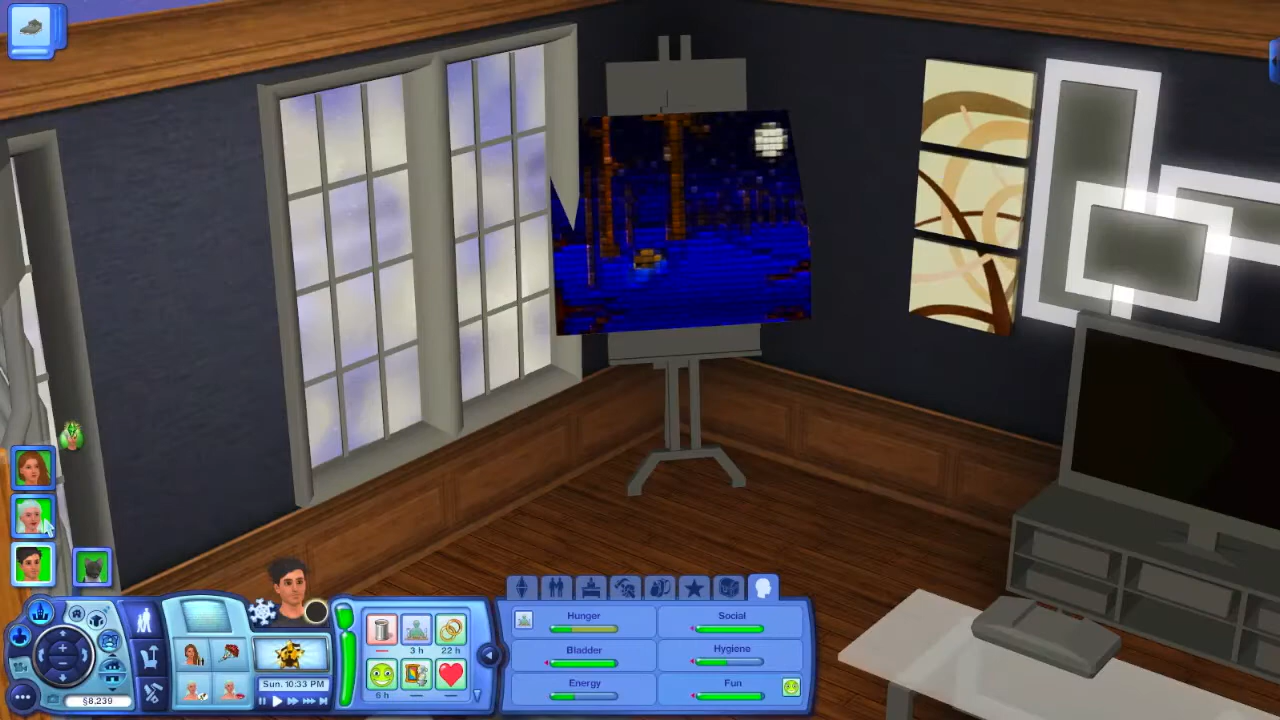 Hunger
Social
Bladder
Hygiene
Energy
Fun
3 h
22 h
6 h
Sun. 10:33 PM
§8,239